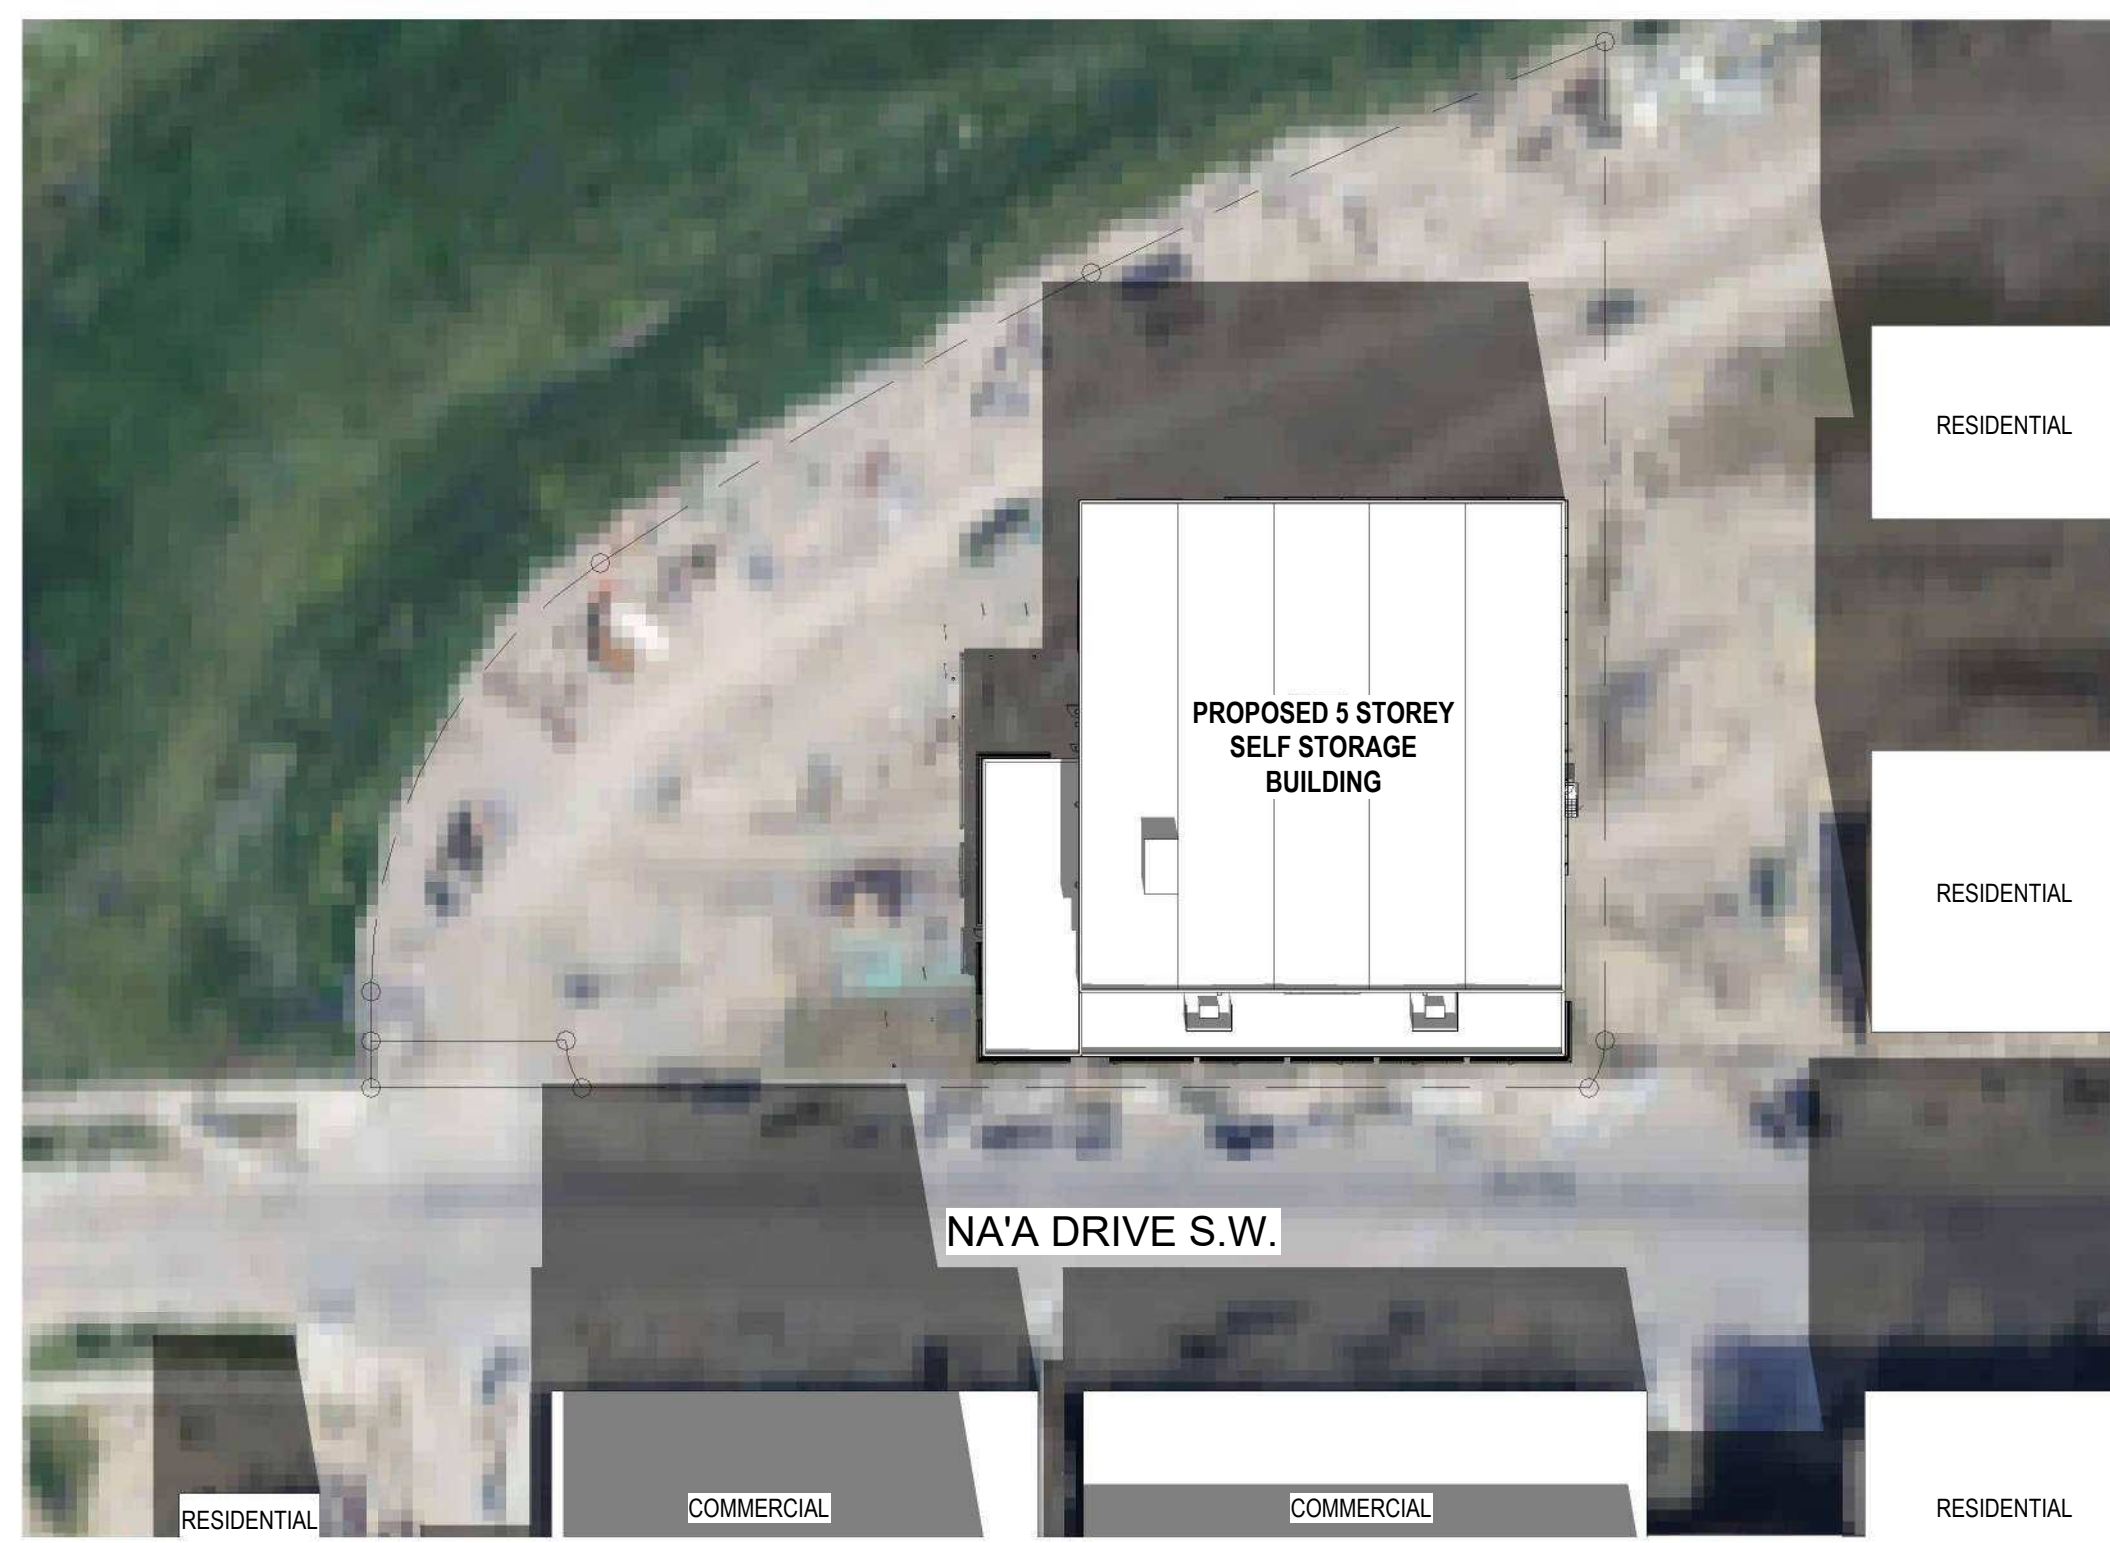 RESIDENTIAL
PROPOSED 5 STOREY
SELF STORAGE
BUILDING
RESIDENTIAL
NA'A DRIVE S.W.
RESIDENTIAL
COMMERCIAL
COMMERCIAL
RESIDENTIAL